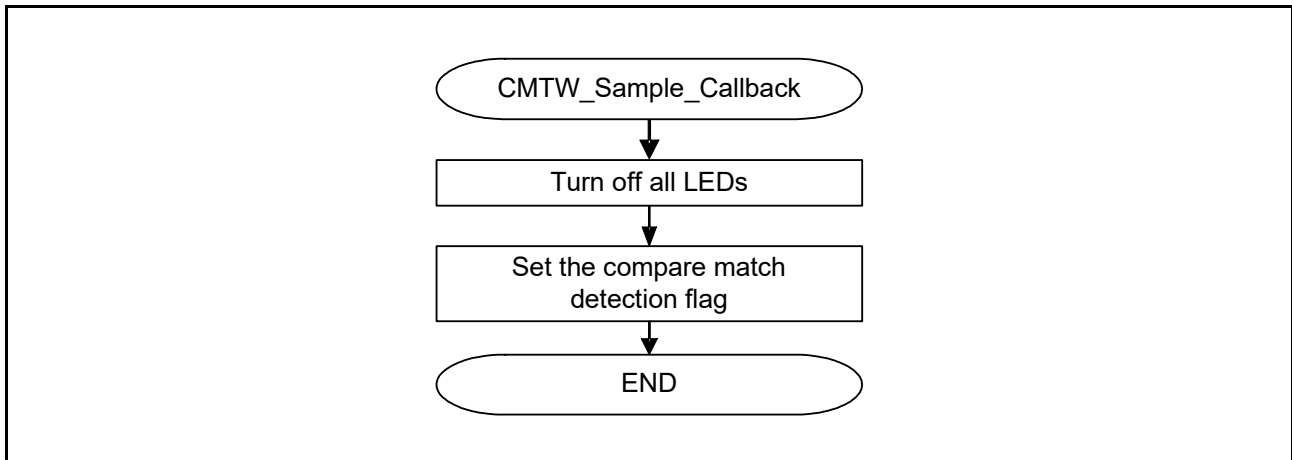 CMTW_Sample_Callback
Turn off all LEDs
Set the compare match
detection flag
END